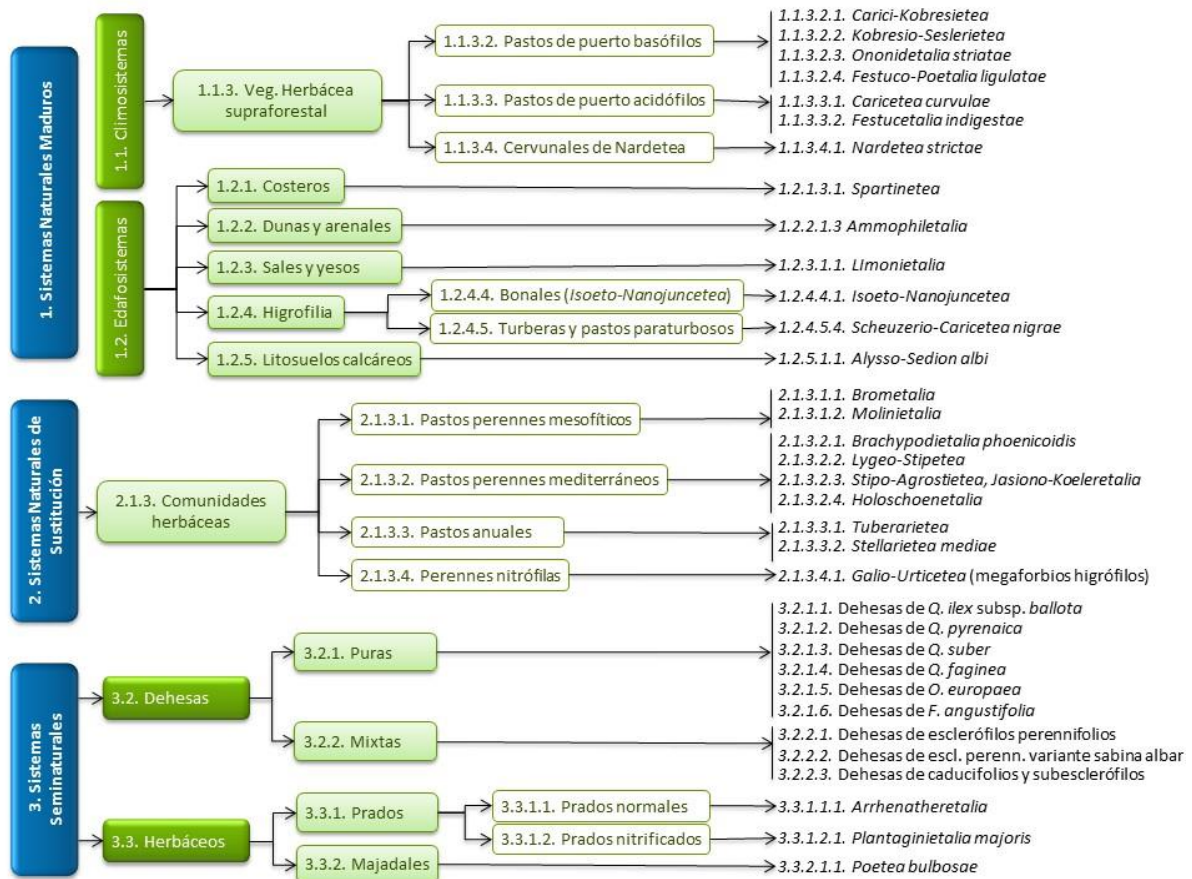 1. Sistemas Naturales Maduros
1.1. Climosistemas
1.1.3. Veg. Herbácea
supraforestal
1.1.3.2. Pastos de puerto basófilos
1.1.3.2.1. Carici-Kobresietea
1.1.3.2.2. Kobresio-Seslerietea
1.1.3.2.3. Ononidetalia striatae
1.1.3.2.4. Festuco-Poetalia ligulatae
1.1.3.3. Pastos de puerto acidófilos
1.1.3.3.1. Caricetea curvulae
1.1.3.3.2. Festucetalia indigestae
1.1.3.4. Cervunales de Nardetea
1.1.3.4.1. Nardetea strictae
1.2. Edafosistemas
1.2.1. Costeros
1.2.1.3.1. Spartinetea
1.2.2. Dunas y arenales
1.2.2.1.3 Ammophiletalia
1.2.3. Sales y yesos
1.2.3.1.1. LImonietalia
1.2.4. Higrofilia
1.2.4.4. Bonales (Isoeto-Nanojuncetea)
1.2.4.4.1. Isoeto-Nanojuncetea
1.2.4.5. Turberas y pastos paraturbosos
1.2.4.5.4. Scheuzerio-Caricetea nigrae
1.2.5. Litosuelos calcáreos
1.2.5.1.1. Alysso-Sedion albi
2. Sistemas Naturales de
Sustitución
2.1.3. Comunidades
herbáceas
2.1.3.1. Pastos perennes mesofíticos
2.1.3.1.1. Brometalia
2.1.3.1.2. Molinietalia
2.1.3.2. Pastos perennes mediterráneos
2.1.3.2.1. Brachypodietalia phoenicoidis
2.1.3.2.2. Lygeo-Stipetea
2.1.3.2.3. Stipo-Agrostietea, Jasiono-Koeleretalia
2.1.3.2.4. Holoschoenetalia
2.1.3.3. Pastos anuales
2.1.3.3.1. Tuberarietea
2.1.3.3.2. Stellarietea mediae
2.1.3.4. Perennes nitrófilas
2.1.3.4.1. Galio-Urticetea (megaforbios higrófilos)
3. Sistemas
Seminaturales
3.2. Dehesas
3.2.1. Puras
3.2.1.1. Dehesas de Q. ilex subsp. ballota
3.2.1.2. Dehesas de Q. pyrenaica
3.2.1.3. Dehesas de Q. suber
3.2.1.4. Dehesas de Q. faginea
3.2.1.5. Dehesas de O. europaea
3.2.1.6. Dehesas de F. angustifolia
3.2.2. Mixtas
3.2.2.1. Dehesas de esclerófilos perennifolios
3.2.2.2. Dehesas de escl. perenn. variante sabina albar
3.2.2.3. Dehesas de caducifolios y subesclerófilos
3.3. Herbáceos
3.3.1. Prados
3.3.1.1. Prados normales
3.3.1.1.1. Arrhenatheretalia
3.3.1.2. Prados nitrificados
3.3.1.2.1. Plantaginietalia majoris
3.3.2. Majadales
3.3.2.1.1. Poetea bulbosae